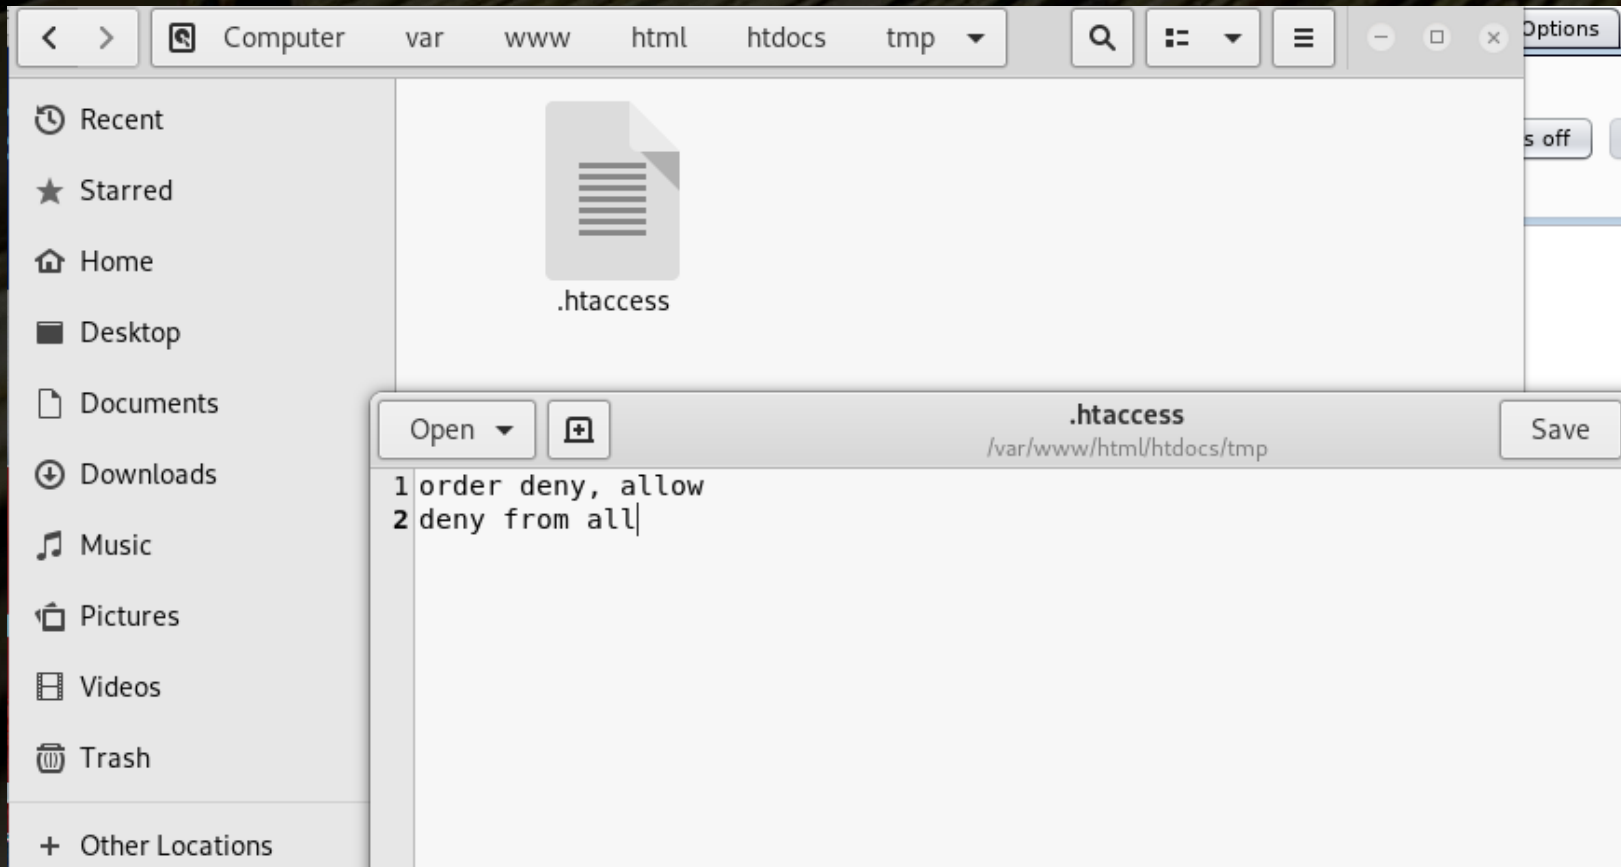 Computer var www html htdocs tmp
Options
Recent
Starred
Home
Desktop
Documents
Downloads
Music
Pictures
Videos
Trash
Other Locations
s off
.htaccess
Open
.htaccess
/var/www/html/htdocs/tmp
Save
1 order deny, allow
2 deny from all